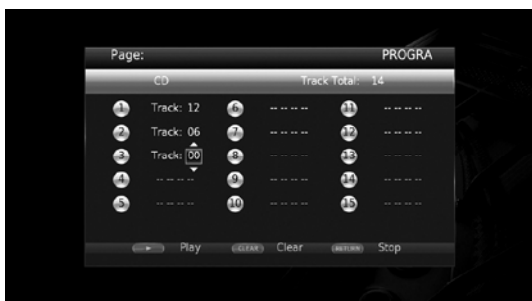 Page: PROGRA
CD Track Total: 14
1 Track: 12 6 -- -- -- -- 11 -- -- -- --
2 Track: 06 7 -- -- -- -- 12 -- -- -- --
3 Track: 00 8 -- -- -- -- 13 -- -- -- --
4 -- -- -- -- 9 -- -- -- -- 14 -- -- -- --
5 -- -- -- -- 10 -- -- -- -- 15 -- -- -- --
Play CLEAR Clear RETURN Stop